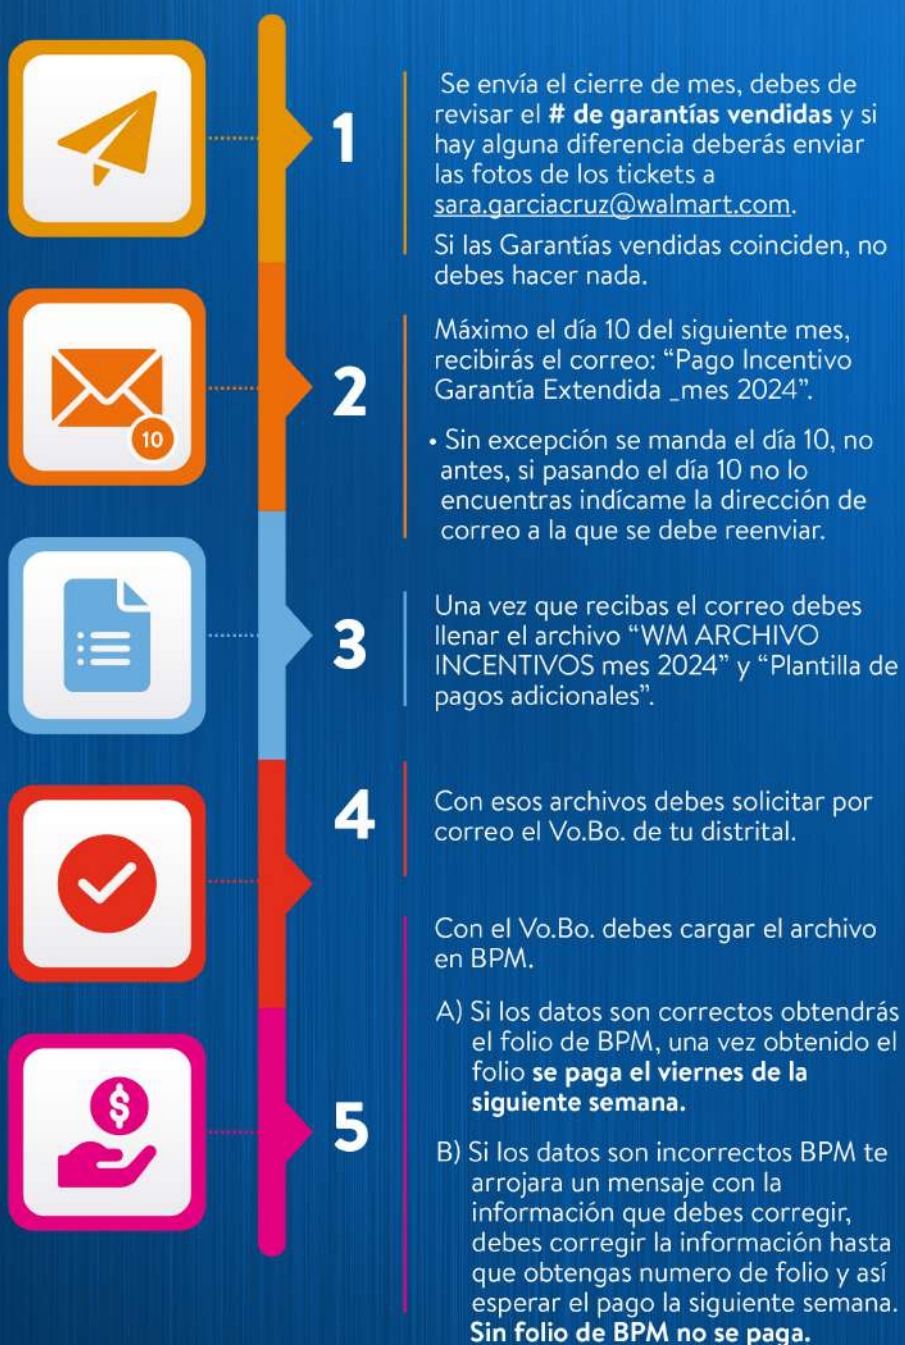 1
Se envía el cierre de mes, debes de
revisar el # de garantías vendidas y si
hay alguna diferencia deberás enviar
las fotos de los tickets a
sara.garciacruz@walmart.com.
Si las Garantías vendidas coinciden, no
debes hacer nada.
10
2
Máximo el día 10 del siguiente mes,
recibirás el correo: “Pago Incentivo
Garantía Extendida _mes 2024”.
• Sin excepción se manda el día 10, no
antes, si pasando el día 10 no lo
encuentras indícame la dirección de
correo a la que se debe reenviar.
3
Una vez que recibas el correo debes
llenar el archivo “WM ARCHIVO
INCENTIVOS mes 2024” y “Plantilla de
pagos adicionales”.
4
Con esos archivos debes solicitar por
correo el Vo.Bo. de tu distrital.
$
5
Con el Vo.Bo. debes cargar el archivo
en BPM.
A) Si los datos son correctos obtendrás
el folio de BPM, una vez obtenido el
folio se paga el viernes de la
siguiente semana.
B) Si los datos son incorrectos BPM te
arrojara un mensaje con la
información que debes corregir,
debes corregir la información hasta
que obtengas numero de folio y así
esperar el pago la siguiente semana.
Sin folio de BPM no se paga.